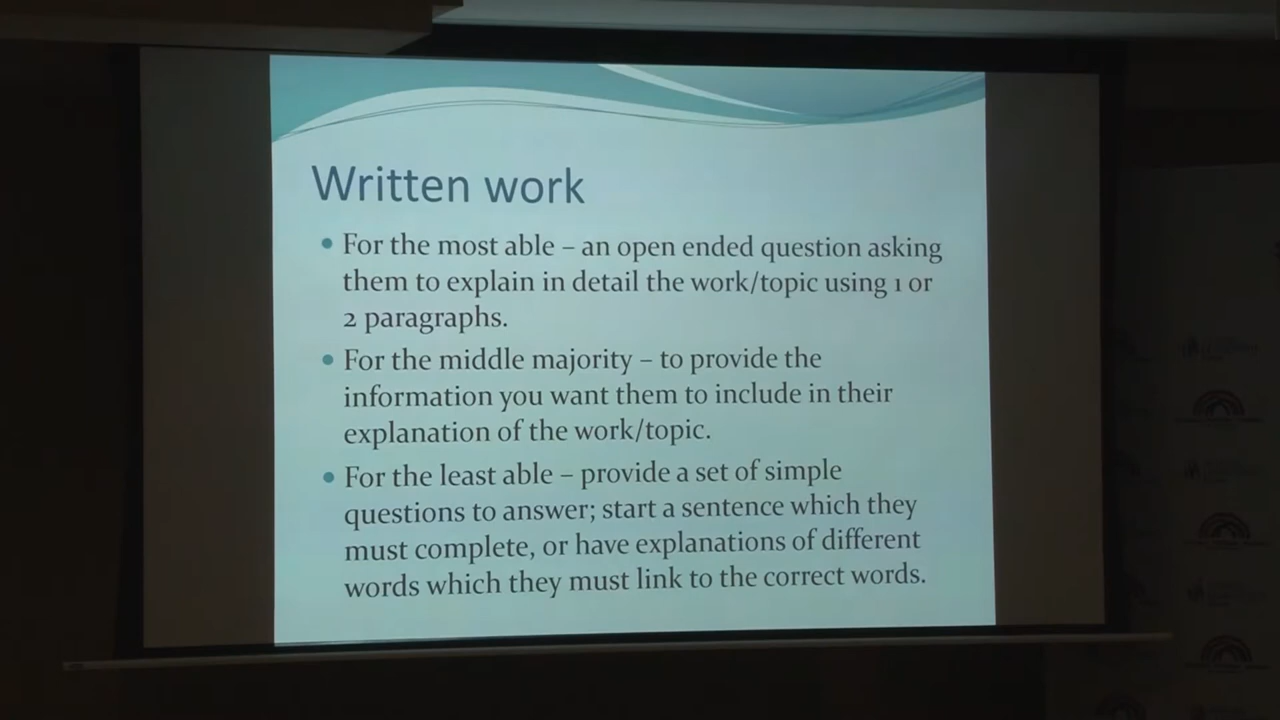 Written work
For the most able – an open ended question asking
them to explain in detail the work/topic using 1 or
2 paragraphs.
For the middle majority – to provide the
information you want them to include in their
explanation of the work/topic.
For the least able – provide a set of simple
questions to answer; start a sentence which they
must complete, or have explanations of different
words which they must link to the correct words.